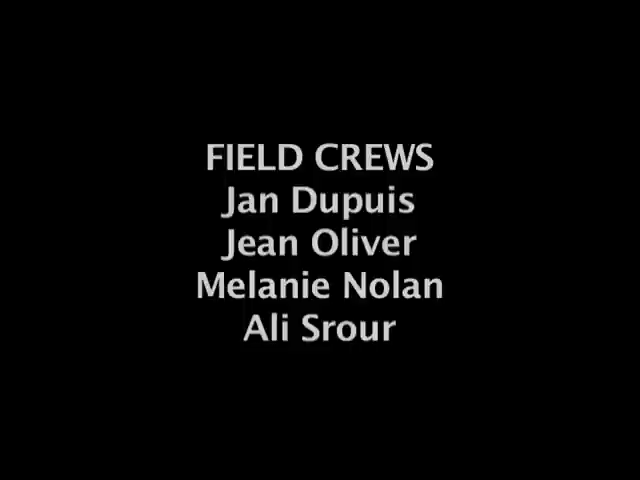 FIELD CREWS
Jan Dupuis
Jean Oliver
Melanie Nolan
Ali Srour